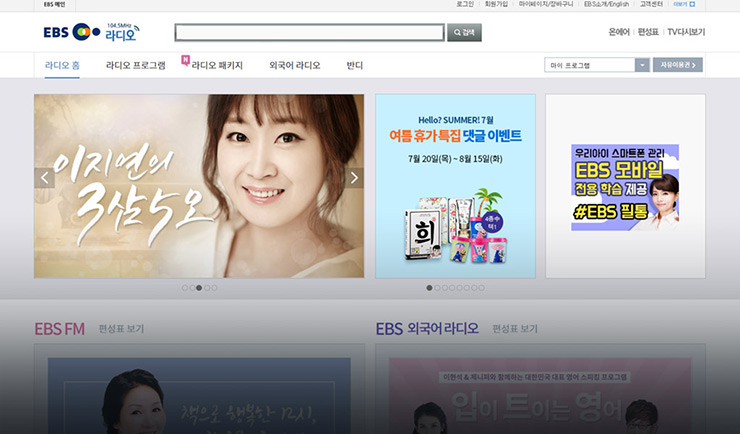 EBS 메인
로그인 회원가입 마이페이지/장바구니 EBS소개/English 고객센터 더보기
EBS 104.5MHz 라디오
검색
온에어 편성표 TV다시보기
라디오 홈 라디오 프로그램 N 라디오 패키지 외국어 라디오 반디
마이 프로그램 자유이용권
이지연의
3삼5오
Hello? SUMMER! 7월
여름 휴가 특집 댓글 이벤트
7월 20일(목) ~ 8월 15일(화)
희
4종中
택1
우리아이 스마트폰 관리
EBS 모바일
전용 학습 제공
#EBS 필통
EBS FM 편성표 보기
EBS 외국어 라디오 편성표 보기
책으로 행복한 12시,
이현석 & 제니퍼와 함께하는 대한민국 대표 영어 스피킹 프로그램
입이 트이는 영어